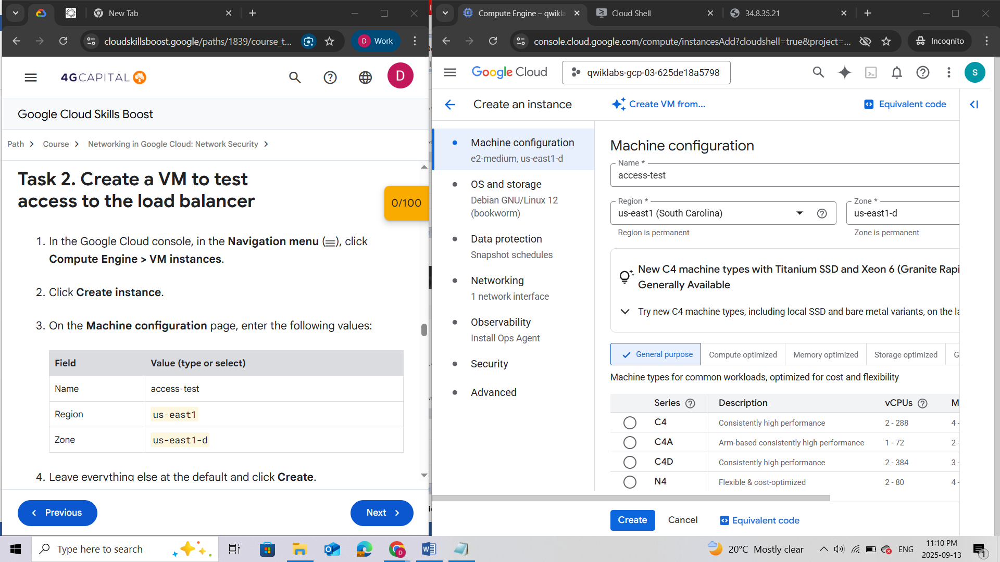 New Tab
cloudskillsboost.google/paths/1839/course_t...
D
Work
4GCAPITAL
D
Google Cloud Skills Boost
Path
Course
Networking in Google Cloud: Network Security
Task 2. Create a VM to test
access to the load balancer
0/100
1. In the Google Cloud console, in the Navigation menu (), click
Compute Engine > VM instances.
2. Click Create instance.
3. On the Machine configuration page, enter the following values:
Field Value (type or select)
Name access-test
Region us-east1
Zone us-east1-d
4. Leave everything else at the default and click Create.
Previous
Next
Compute Engine – qwikla
Cloud Shell
34.8.35.21
console.cloud.google.com/compute/instancesAdd?cloudshell=true&project=...
Incognito
Google Cloud
qwiklabs-gcp-03-625de18a5798
S
Create an instance
Create VM from...
Equivalent code
Machine configuration
e2-medium, us-east1-d
OS and storage
Debian GNU/Linux 12
(bookworm)
Data protection
Snapshot schedules
Networking
1 network interface
Observability
Install Ops Agent
Security
Advanced
Machine configuration
Name *
access-test
Region *
us-east1 (South Carolina)
Region is permanent
Zone *
us-east1-d
Zone is permanent
New C4 machine types with Titanium SSD and Xeon 6 (Granite Rapi
Generally Available
Try new C4 machine types, including local SSD and bare metal variants, on the la
General purpose
Compute optimized
Memory optimized
Storage optimized
G
Machine types for common workloads, optimized for cost and flexibility
Series Description vCPUs M
C4 Consistently high performance 2 - 288 4 -
C4A Arm-based consistently high performance 1 - 72 2 -
C4D Consistently high performance 2 - 384 3 -
N4 Flexible & cost-optimized 2 - 80 4 -
Create
Cancel
Equivalent code
Type here to search
20°C Mostly clear
ENG
11:10 PM
2025-09-13
1